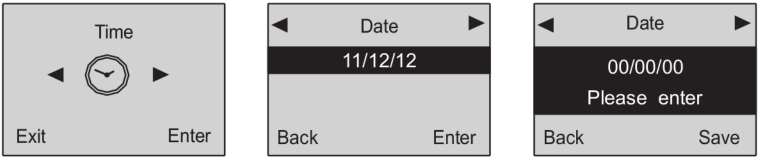 Time
Exit Enter
Date
11/12/12
Back Enter
Date
00/00/00
Please enter
Back Save